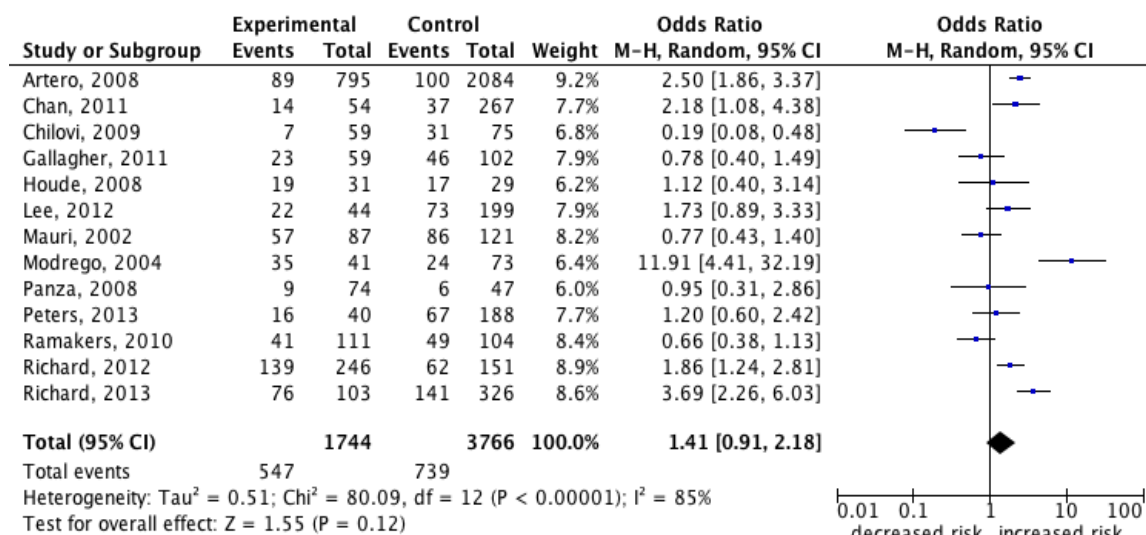 Experimental Control Odds Ratio Odds Ratio
Study or Subgroup Events Total Events Total Weight M-H, Random, 95% CI M-H, Random, 95% CI
Artero, 2008 89 795 100 2084 9.2% 2.50 [1.86, 3.37]
Chan, 2011 14 54 37 267 7.7% 2.18 [1.08, 4.38]
Chilovi, 2009 7 59 31 75 6.8% 0.19 [0.08, 0.48]
Gallagher, 2011 23 59 46 102 7.9% 0.78 [0.40, 1.49]
Houde, 2008 19 31 17 29 6.2% 1.12 [0.40, 3.14]
Lee, 2012 22 44 73 199 7.9% 1.73 [0.89, 3.33]
Mauri, 2002 57 87 86 121 8.2% 0.77 [0.43, 1.40]
Modrego, 2004 35 41 24 73 6.4% 11.91 [4.41, 32.19]
Panza, 2008 9 74 6 47 6.0% 0.95 [0.31, 2.86]
Peters, 2013 16 40 67 188 7.7% 1.20 [0.60, 2.42]
Ramakers, 2010 41 111 49 104 8.4% 0.66 [0.38, 1.13]
Richard, 2012 139 246 62 151 8.9% 1.86 [1.24, 2.81]
Richard, 2013 76 103 141 326 8.6% 3.69 [2.26, 6.03]
Total (95% CI) 1744 3766 100.0% 1.41 [0.91, 2.18]
Total events 547 739
Heterogeneity: Tau² = 0.51; Chi² = 80.09, df = 12 (P < 0.00001); I² = 85%
Test for overall effect: Z = 1.55 (P = 0.12)
0.01 0.1 1 10 100
decreased risk increased risk